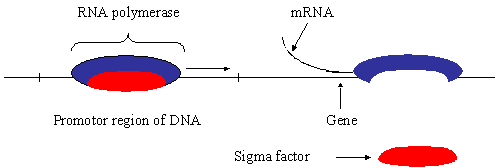 RNA polymerase
mRNA
Promotor region of DNA
Gene
Sigma factor